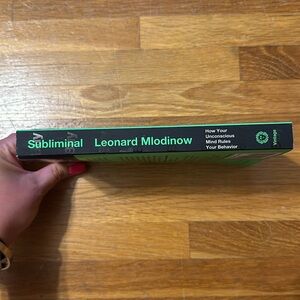 Subliminal Leonard Mlodinow
How Your
Unconscious
Mind Rules
Your Behavior
Vintage